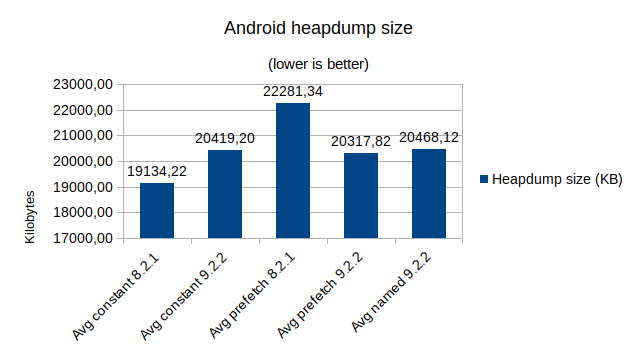 Android heapdump size
(lower is better)
Kilobytes
23000,00
22000,00
21000,00
20000,00
19000,00
18000,00
17000,00
19134,22
20419,20
22281,34
20317,82
20468,12
Avg constant 8.2.1
Avg constant 9.2.2
Avg prefetch 8.2.1
Avg prefetch 9.2.2
Avg named 9.2.2
Heapdump size (KB)